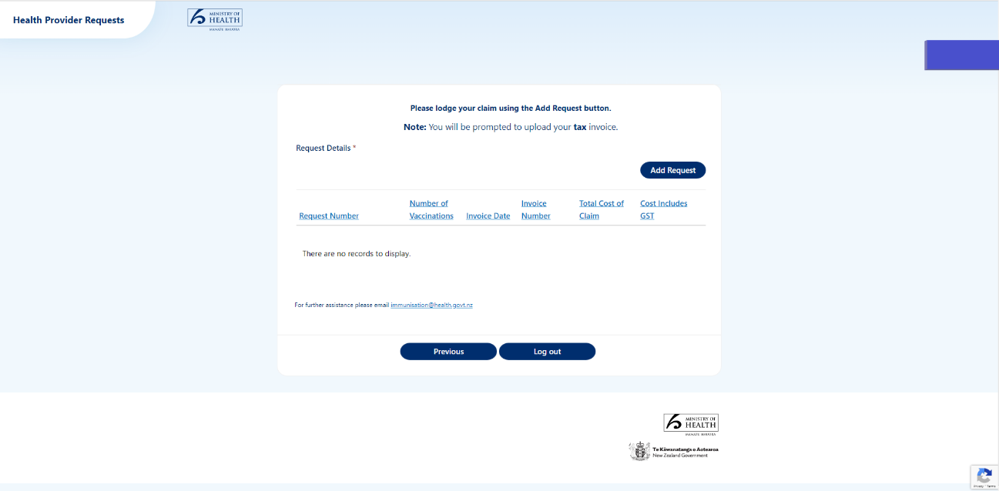 Health Provider Requests
MINISTRY OF
HEALTH
MANATŪ HAUORA
Please lodge your claim using the Add Request button.
Note: You will be prompted to upload your tax invoice.
Request Details *
Add Request
Request Number
Number of
Vaccinations
Invoice Date
Invoice
Number
Total Cost of
Claim
Cost Includes
GST
There are no records to display.
For further assistance please email immunisation@health.govt.nz
Previous
Log out
MINISTRY OF
HEALTH
MANATŪ HAUORA
Te Kāwanatanga o Aotearoa
New Zealand Government
Privacy - Terms